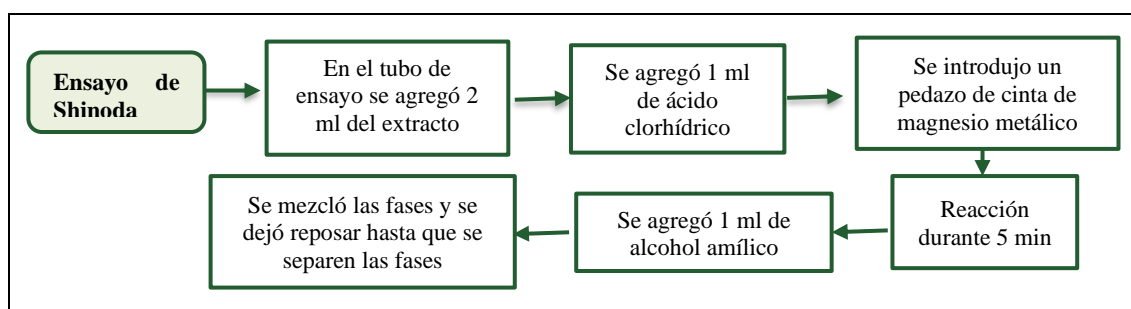 Ensayo de
Shinoda
En el tubo de
ensayo se agregó 2
ml del extracto
Se agregó 1 ml
de ácido
clorhídrico
Se introdujo un
pedazo de cinta de
magnesio metálico
Reacción
durante 5 min
Se agregó 1 ml de
alcohol amílico
Se mezcló las fases y se
dejó reposar hasta que se
separen las fases